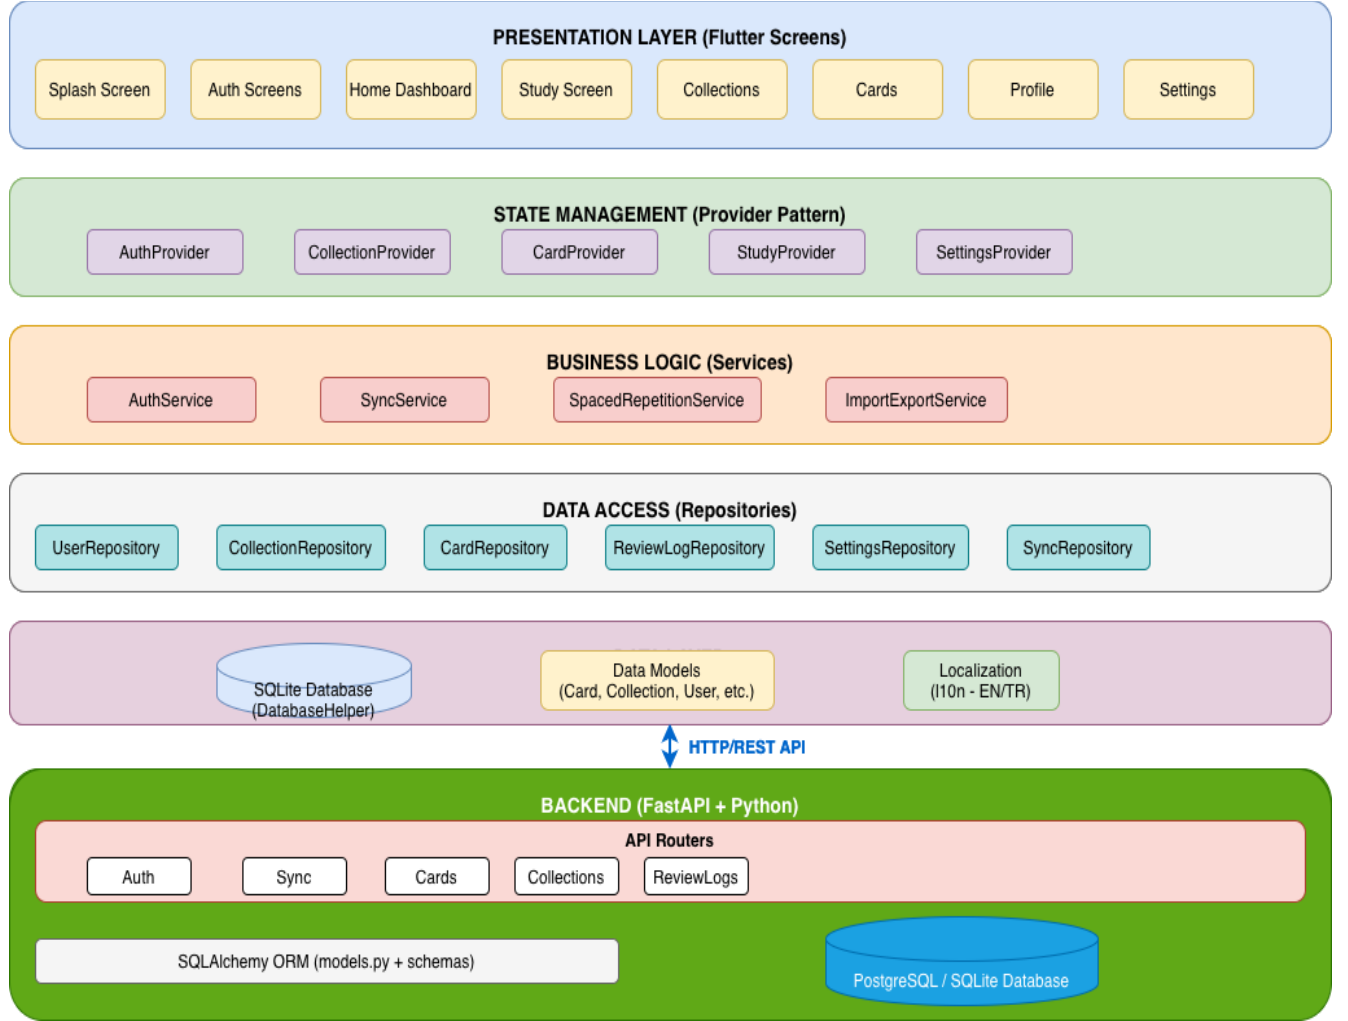 PRESENTATION LAYER (Flutter Screens)
Splash Screen
Auth Screens
Home Dashboard
Study Screen
Collections
Cards
Profile
Settings
STATE MANAGEMENT (Provider Pattern)
AuthProvider
CollectionProvider
CardProvider
StudyProvider
SettingsProvider
BUSINESS LOGIC (Services)
AuthService
SyncService
SpacedRepetitionService
ImportExportService
DATA ACCESS (Repositories)
UserRepository
CollectionRepository
CardRepository
ReviewLogRepository
SettingsRepository
SyncRepository
SQLite Database
(DatabaseHelper)
Data Models
(Card, Collection, User, etc.)
Localization
(l10n - EN/TR)
HTTP/REST API
BACKEND (FastAPI + Python)
API Routers
Auth
Sync
Cards
Collections
ReviewLogs
SQLAlchemy ORM (models.py + schemas)
PostgreSQL / SQLite Database